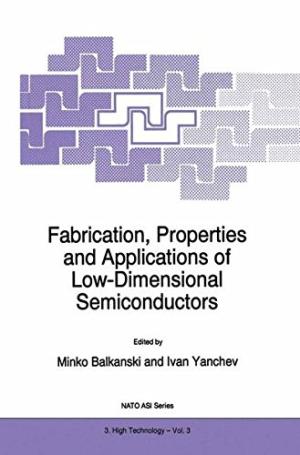 Fabrication, Properties
and Applications of
Low-Dimensional
Semiconductors
Edited by
Minko Balkanski and Ivan Yanchev
NATO ASI Series
3. High Technology – Vol. 3